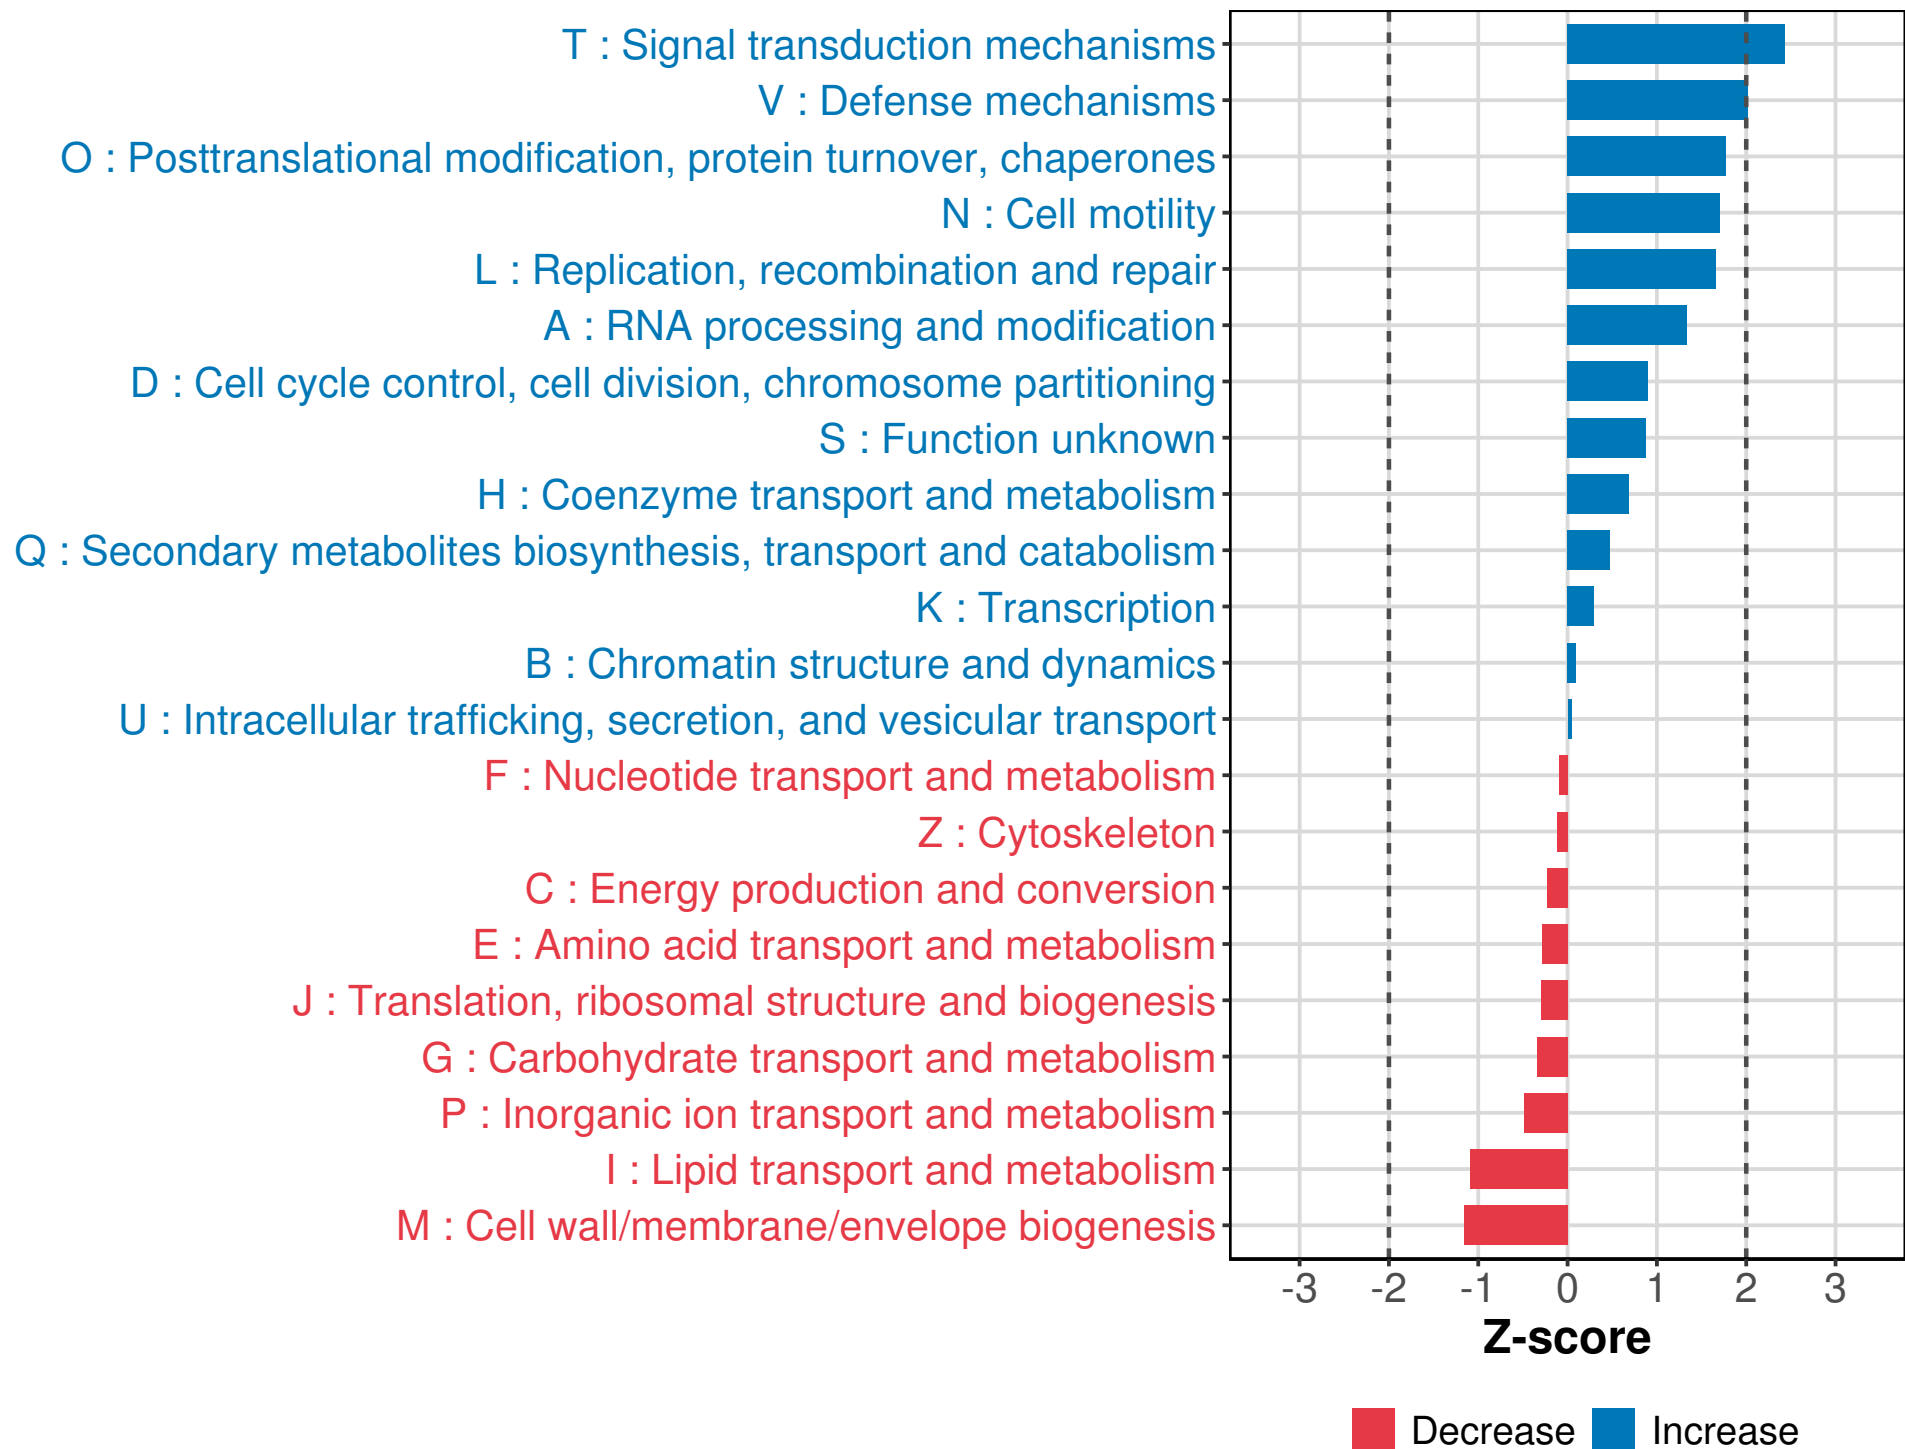 T : Signal transduction mechanisms
V : Defense mechanisms
O : Posttranslational modification, protein turnover, chaperones
N : Cell motility
L : Replication, recombination and repair
A : RNA processing and modification
D : Cell cycle control, cell division, chromosome partitioning
S : Function unknown
H : Coenzyme transport and metabolism
Q : Secondary metabolites biosynthesis, transport and catabolism
K : Transcription
B : Chromatin structure and dynamics
U : Intracellular trafficking, secretion, and vesicular transport
F : Nucleotide transport and metabolism
Z : Cytoskeleton
C : Energy production and conversion
E : Amino acid transport and metabolism
J : Translation, ribosomal structure and biogenesis
G : Carbohydrate transport and metabolism
P : Inorganic ion transport and metabolism
I : Lipid transport and metabolism
M : Cell wall/membrane/envelope biogenesis
-3 -2 -1 0 1 2 3
Z-score
Decrease Increase